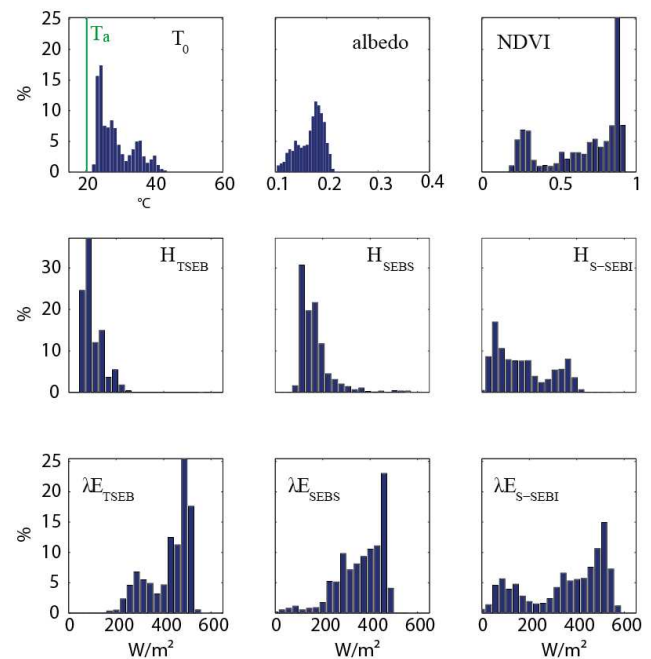 25
20
15
10
5
0
%
Ta
T0
20 40 60
°C
albedo
0.1 0.2 0.3 0.4
NDVI
0 0.5 1
30
20
10
0
%
HTSEB
HSEBS
HS−SEBI
25
20
15
10
5
0
%
λETSEB
λESEBS
λES−SEBI
0 200 400 600
0 200 400 600
0 200 400 600
W/m²
W/m²
W/m²